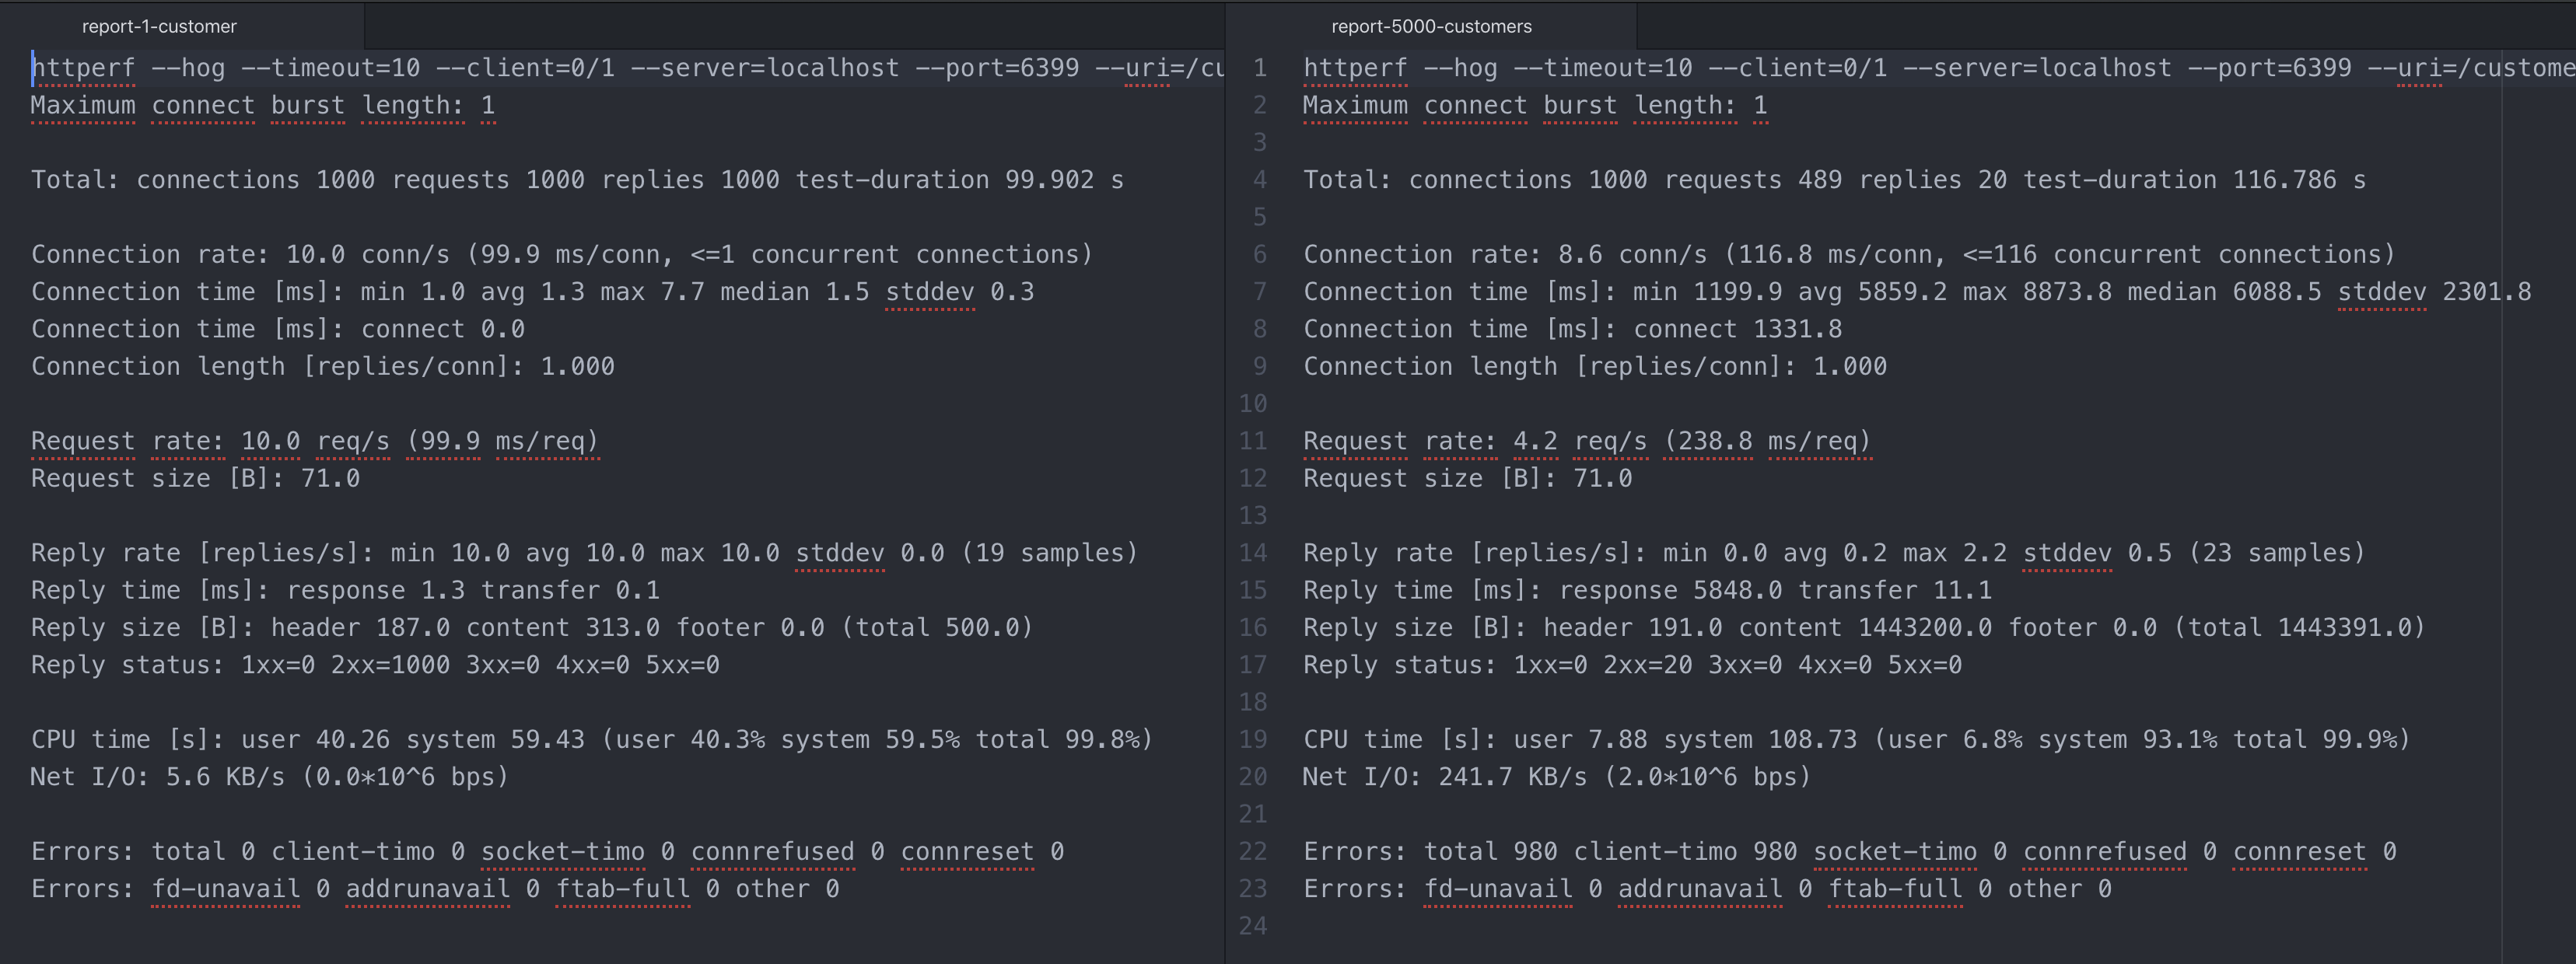 report-1-customer
httperf --hog --timeout=10 --client=0/1 --server=localhost --port=6399 --uri=/cu
Maximum connect burst length: 1
Total: connections 1000 requests 1000 replies 1000 test-duration 99.902 s
Connection rate: 10.0 conn/s (99.9 ms/conn, <=1 concurrent connections)
Connection time [ms]: min 1.0 avg 1.3 max 7.7 median 1.5 stddev 0.3
Connection time [ms]: connect 0.0
Connection length [replies/conn]: 1.000
Request rate: 10.0 req/s (99.9 ms/req)
Request size [B]: 71.0
Reply rate [replies/s]: min 10.0 avg 10.0 max 10.0 stddev 0.0 (19 samples)
Reply time [ms]: response 1.3 transfer 0.1
Reply size [B]: header 187.0 content 313.0 footer 0.0 (total 500.0)
Reply status: 1xx=0 2xx=1000 3xx=0 4xx=0 5xx=0
CPU time [s]: user 40.26 system 59.43 (user 40.3% system 59.5% total 99.8%)
Net I/O: 5.6 KB/s (0.0*10^6 bps)
Errors: total 0 client-timo 0 socket-timo 0 connrefused 0 connreset 0
Errors: fd-unavail 0 addrunavail 0 ftab-full 0 other 0
report-5000-customers
1 httperf --hog --timeout=10 --client=0/1 --server=localhost --port=6399 --uri=/custome
2 Maximum connect burst length: 1
3
4 Total: connections 1000 requests 489 replies 20 test-duration 116.786 s
5
6 Connection rate: 8.6 conn/s (116.8 ms/conn, <=116 concurrent connections)
7 Connection time [ms]: min 1199.9 avg 5859.2 max 8873.8 median 6088.5 stddev 2301.8
8 Connection time [ms]: connect 1331.8
9 Connection length [replies/conn]: 1.000
10
11 Request rate: 4.2 req/s (238.8 ms/req)
12 Request size [B]: 71.0
13
14 Reply rate [replies/s]: min 0.0 avg 0.2 max 2.2 stddev 0.5 (23 samples)
15 Reply time [ms]: response 5848.0 transfer 11.1
16 Reply size [B]: header 191.0 content 1443200.0 footer 0.0 (total 1443391.0)
17 Reply status: 1xx=0 2xx=20 3xx=0 4xx=0 5xx=0
18
19 CPU time [s]: user 7.88 system 108.73 (user 6.8% system 93.1% total 99.9%)
20 Net I/O: 241.7 KB/s (2.0*10^6 bps)
21
22 Errors: total 980 client-timo 980 socket-timo 0 connrefused 0 connreset 0
23 Errors: fd-unavail 0 addrunavail 0 ftab-full 0 other 0
24